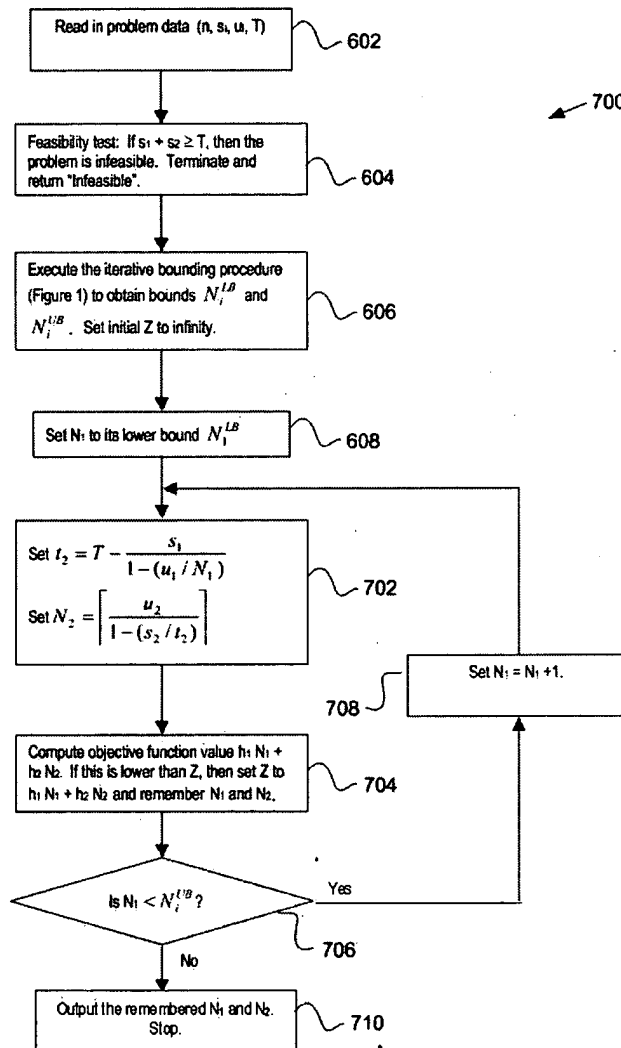 Read in problem data (n, sᵢ, uᵢ, T)
602
700
Feasibility test: If s₁ + s₂ ≥ T, then the
problem is infeasible. Terminate and
return "Infeasible".
604
Execute the iterative bounding procedure
(Figure 1) to obtain bounds N_i^{LB} and
N_i^{UB}. Set initial Z to infinity.
606
Set N₁ to its lower bound N_1^{LB}
608
Set t₂ = T − s₁ / (1 − (u₁ / N₁))
Set N₂ = ⌈u₂ / (1 − (s₂ / t₂))⌉
702
Set N₁ = N₁ +1.
708
Compute objective function value h₁ N₁ +
h₂ N₂. If this is lower than Z, then set Z to
h₁ N₁ + h₂ N₂ and remember N₁ and N₂.
704
Is N₁ < N_i^{UB} ?
Yes
706
No
Output the remembered N₁ and N₂.
Stop.
710